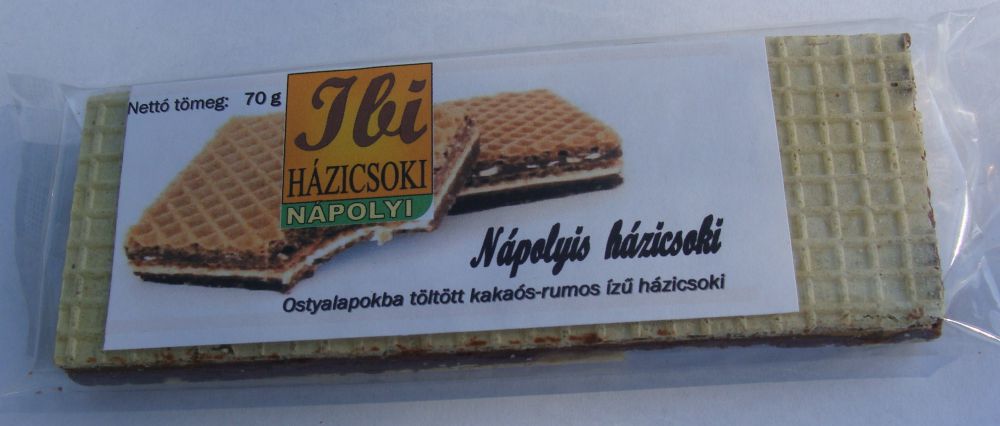 Nettó tömeg: 70 g
Ibi
HÁZICSOKI
NÁPOLYI
Nápolyis házicsoki
Ostyalapokba töltött kakaós-rumos ízű házicsoki